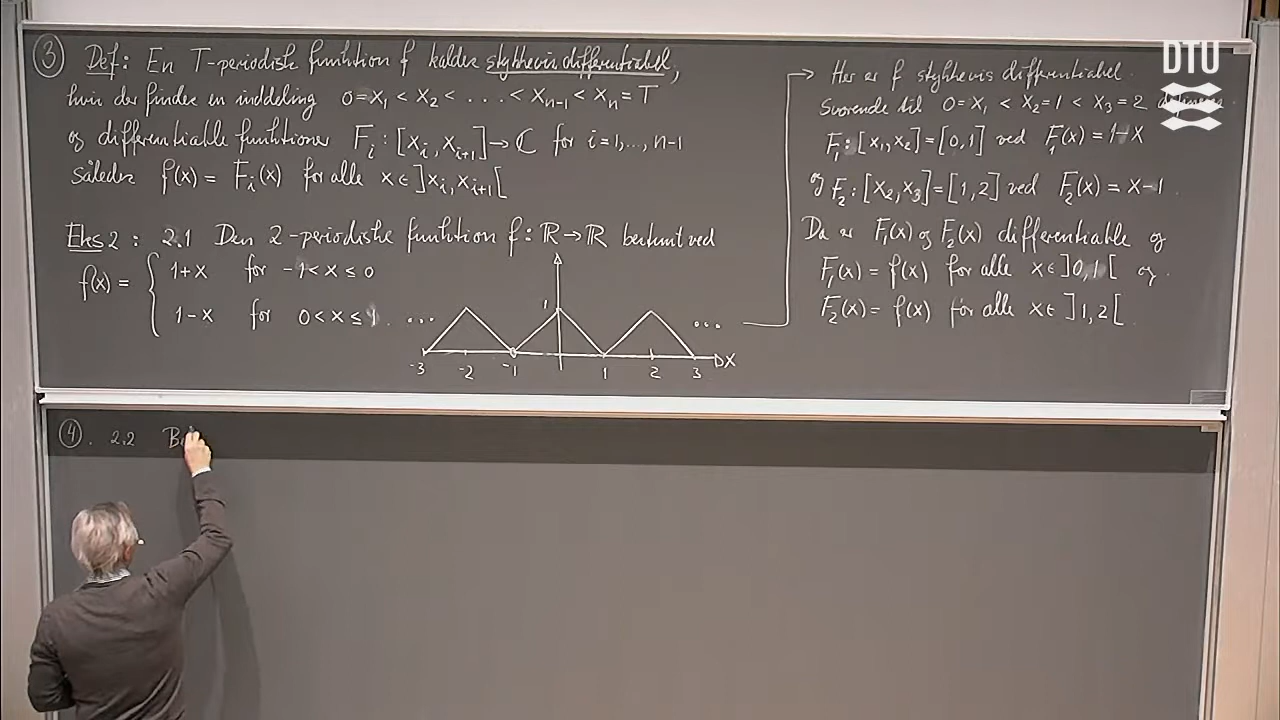 ③ Def: En T-periodisk funktion f kaldes stykkevis differentiabel,
hvis der findes en inddeling 0=X₁ < X₂ < . . . < Xₙ₋₁ < Xₙ = T
og differentiable funktioner Fᵢ : [xᵢ, xᵢ₊₁] → ℂ for i=1,..., n-1
således f(x) = Fᵢ(x) for alle x ∈ ]xᵢ, xᵢ₊₁[
Eks 2 : 2.1 Den 2-periodiske funktion f: ℝ→ℝ bestemt ved
f(x) = { 1+x for -1 < x ≤ 0
1-x for 0 < x ≤ 1.
... 1 ...
-3 -2 -1 1 2 3 X
Her er f stykkevis differentiabel.
Svarende til 0=X₁ < X₂=1 < X₃=2
F₁: [x₁,x₂]=[0,1] ved F₁(x) = 1-x
og F₂: [x₂,x₃]=[1,2] ved F₂(x) = x-1.
Da er F₁(x) og F₂(x) differentiable og
F₁(x) = f(x) for alle x∈]0,1[ og
F₂(x) = f(x) for alle x∈ ]1,2[.
DTU
④. 2.2 B